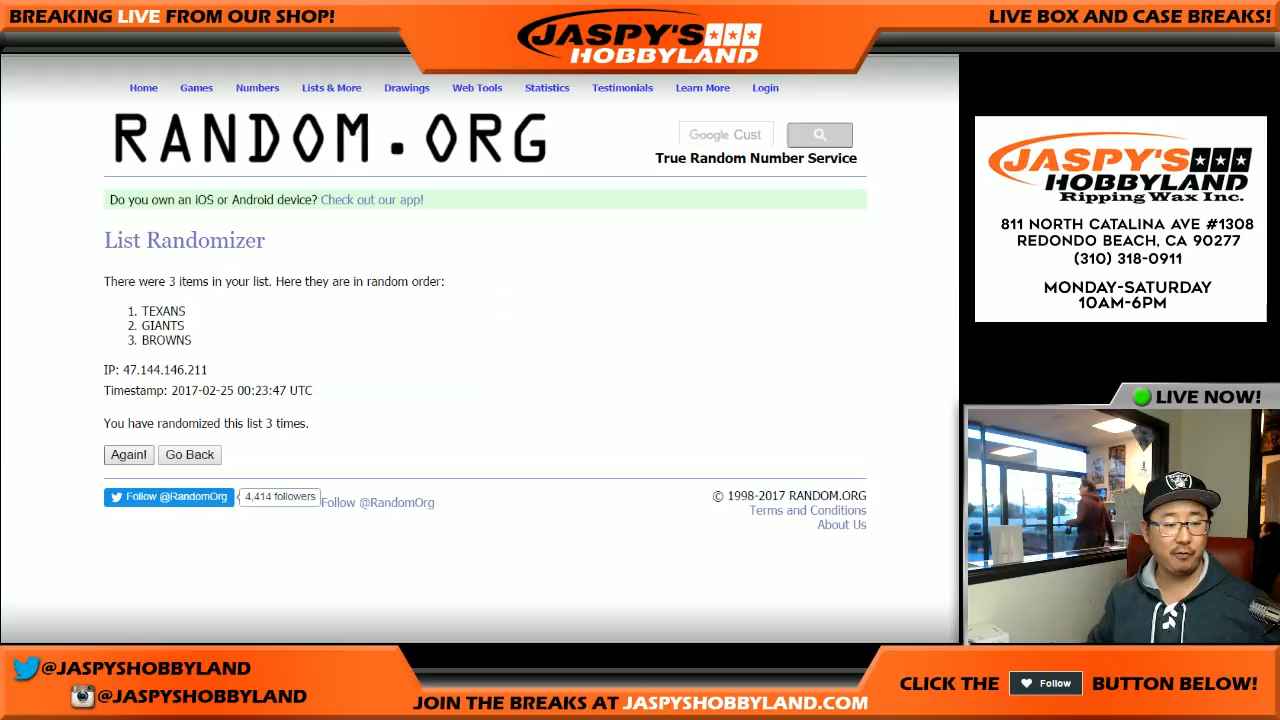 BREAKING LIVE FROM OUR SHOP!
JASPY'S
HOBBYLAND
LIVE BOX AND CASE BREAKS!
Home Games Numbers Lists & More Drawings Web Tools Statistics Testimonials Learn More Login
RANDOM.ORG
Google Cust
True Random Number Service
Do you own an iOS or Android device? Check out our app!
List Randomizer
There were 3 items in your list. Here they are in random order:
1. TEXANS
2. GIANTS
3. BROWNS
IP: 47.144.146.211
Timestamp: 2017-02-25 00:23:47 UTC
You have randomized this list 3 times.
Again! Go Back
Follow @RandomOrg 4,414 followers Follow @RandomOrg
© 1998-2017 RANDOM.ORG
Terms and Conditions
About Us
JASPY'S
HOBBYLAND
Ripping Wax Inc.
811 NORTH CATALINA AVE #1308
REDONDO BEACH, CA 90277
(310) 318-0911
MONDAY-SATURDAY
10AM-6PM
LIVE NOW!
@JASPYSHOBBYLAND
@JASPYSHOBBYLAND
JOIN THE BREAKS AT JASPYSHOBBYLAND.COM
CLICK THE Follow BUTTON BELOW!